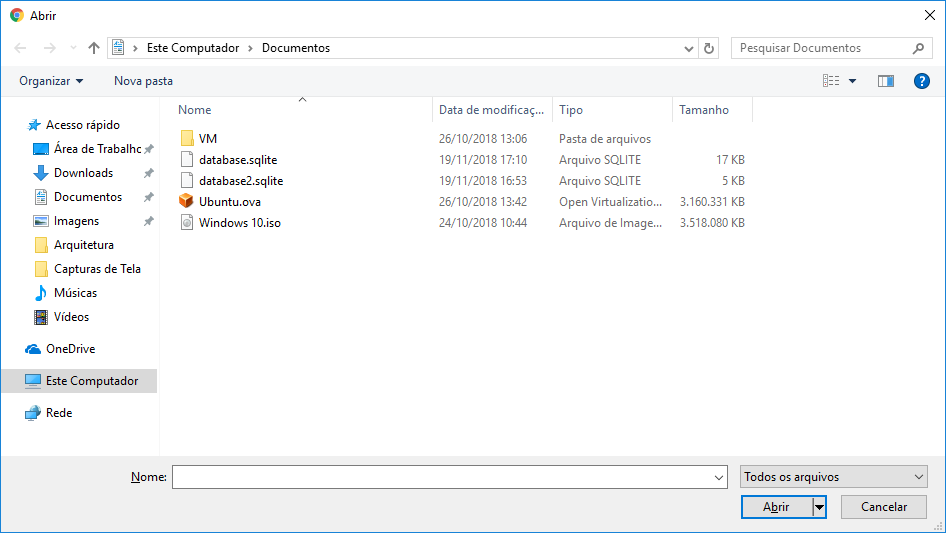 Abrir
Este Computador > Documentos
Pesquisar Documentos
Organizar
Nova pasta
?
Acesso rápido
Área de Trabalhc
Downloads
Documentos
Imagens
Arquitetura
Capturas de Tela
Músicas
Vídeos
OneDrive
Este Computador
Rede
Nome Data de modificaç... Tipo Tamanho
VM 26/10/2018 13:06 Pasta de arquivos
database.sqlite 19/11/2018 17:10 Arquivo SQLITE 17 KB
database2.sqlite 19/11/2018 16:53 Arquivo SQLITE 5 KB
Ubuntu.ova 26/10/2018 13:42 Open Virtualizatio... 3.160.331 KB
Windows 10.iso 24/10/2018 10:44 Arquivo de Image... 3.518.080 KB
Nome:
Todos os arquivos
Abrir
Cancelar